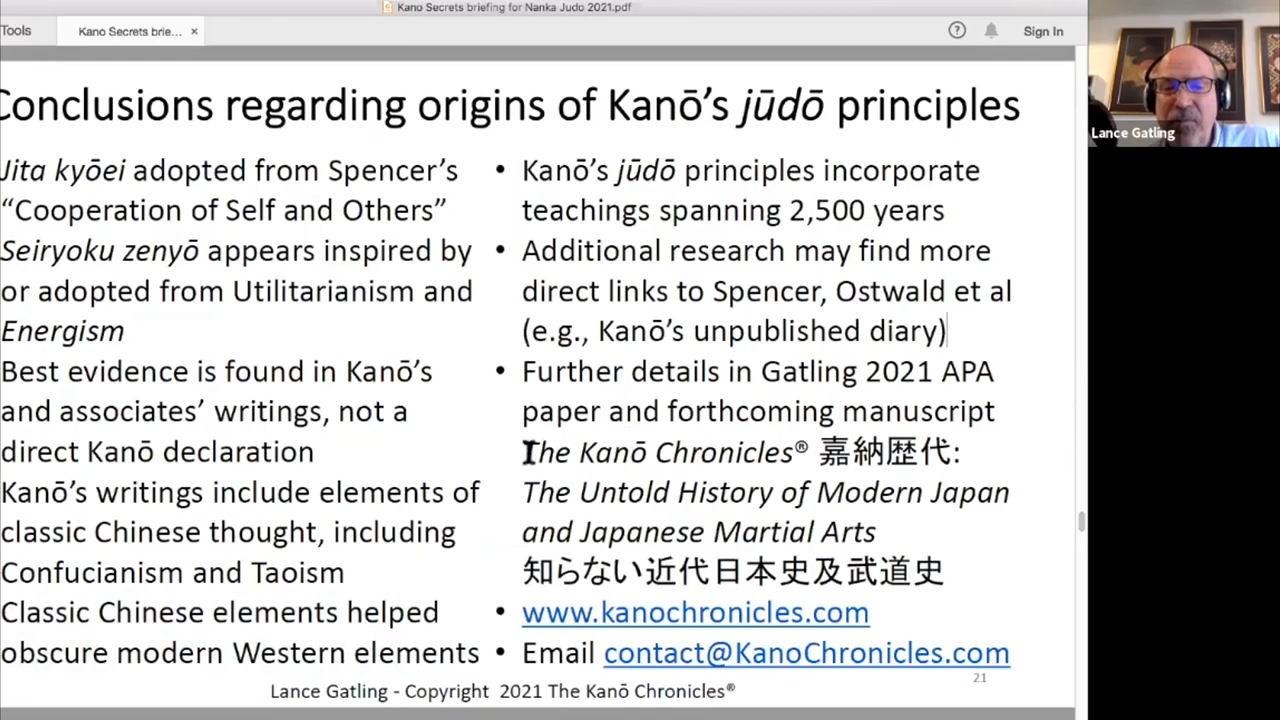 Kano Secrets briefing for Nanka Judo 2021.pdf
Tools
Kano Secrets brie... ×
Sign In
Lance Gatling
Conclusions regarding origins of Kanō’s jūdō principles
Jita kyōei adopted from Spencer’s
“Cooperation of Self and Others”
Seiryoku zenyō appears inspired by
or adopted from Utilitarianism and
Energism
Best evidence is found in Kanō’s
and associates’ writings, not a
direct Kanō declaration
Kanō’s writings include elements of
classic Chinese thought, including
Confucianism and Taoism
Classic Chinese elements helped
obscure modern Western elements
• Kanō’s jūdō principles incorporate
teachings spanning 2,500 years
• Additional research may find more
direct links to Spencer, Ostwald et al
(e.g., Kanō’s unpublished diary)
• Further details in Gatling 2021 APA
paper and forthcoming manuscript
The Kanō Chronicles® 嘉納歴代:
The Untold History of Modern Japan
and Japanese Martial Arts
知らない近代日本史及武道史
• www.kanochronicles.com
• Email contact@KanoChronicles.com
21
Lance Gatling - Copyright 2021 The Kanō Chronicles®